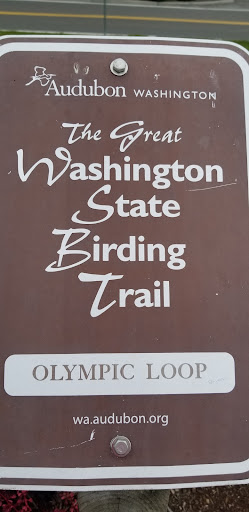 Audubon WASHINGTON
The Great
Washington
State
Birding
Trail
OLYMPIC LOOP
wa.audubon.org